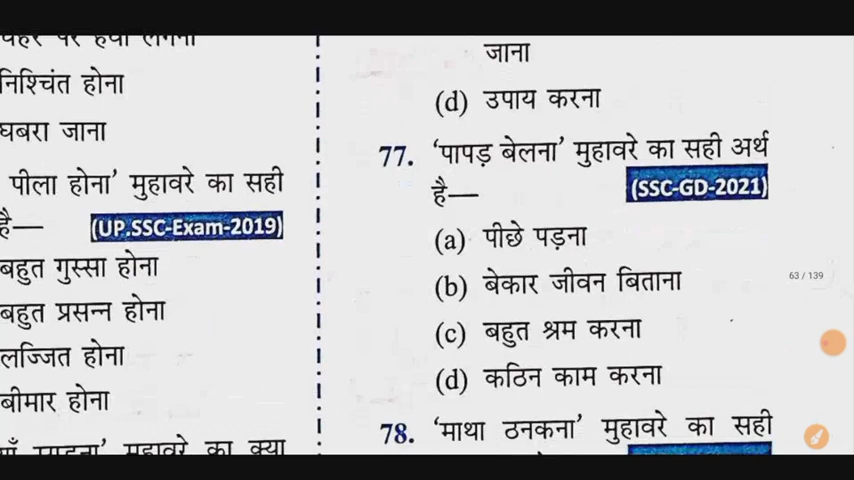 निश्चिंत होना
घबरा जाना
पीला होना' मुहावरे का सही
है—
(UP.SSC-Exam-2019)
बहुत गुस्सा होना
बहुत प्रसन्न होना
लज्जित होना
बीमार होना
मुहावरे का क्या
जाना
(d) उपाय करना
77. 'पापड़ बेलना' मुहावरे का सही अर्थ
है—
(SSC-GD-2021)
(a) पीछे पड़ना
(b) बेकार जीवन बिताना
(c) बहुत श्रम करना
(d) कठिन काम करना
78. 'माथा ठनकना' मुहावरे का सही
63 / 139